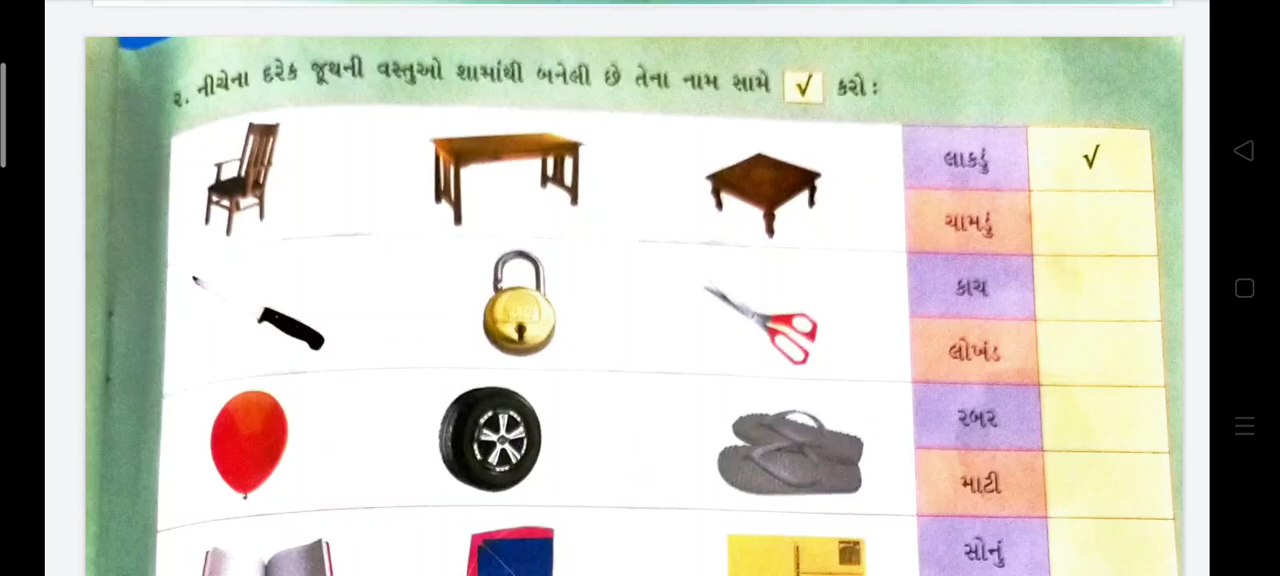 ૨. નીચેના દરેક જૂથની વસ્તુઓ શામાંથી બનેલી છે તેના નામ સામે √ કરો :
લાકડું √
ચામડું
કાચ
લોખંડ
રબર
માટી
સોનું